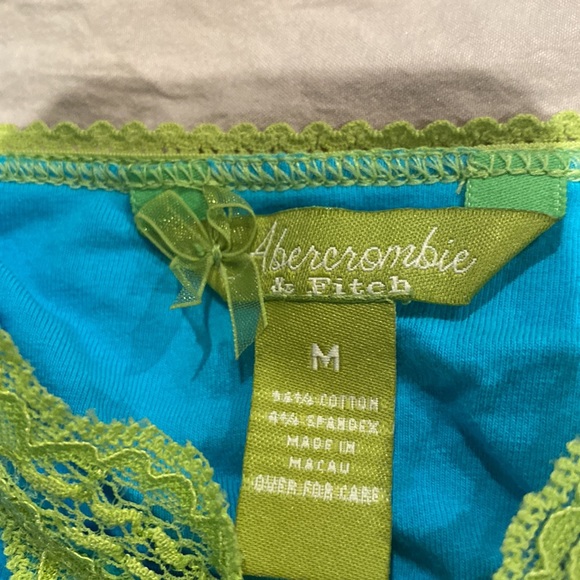 Abercrombie
& Fitch
M
96% COTTON
4% SPANDEX
MADE IN
MACAU
OVER FOR CARE